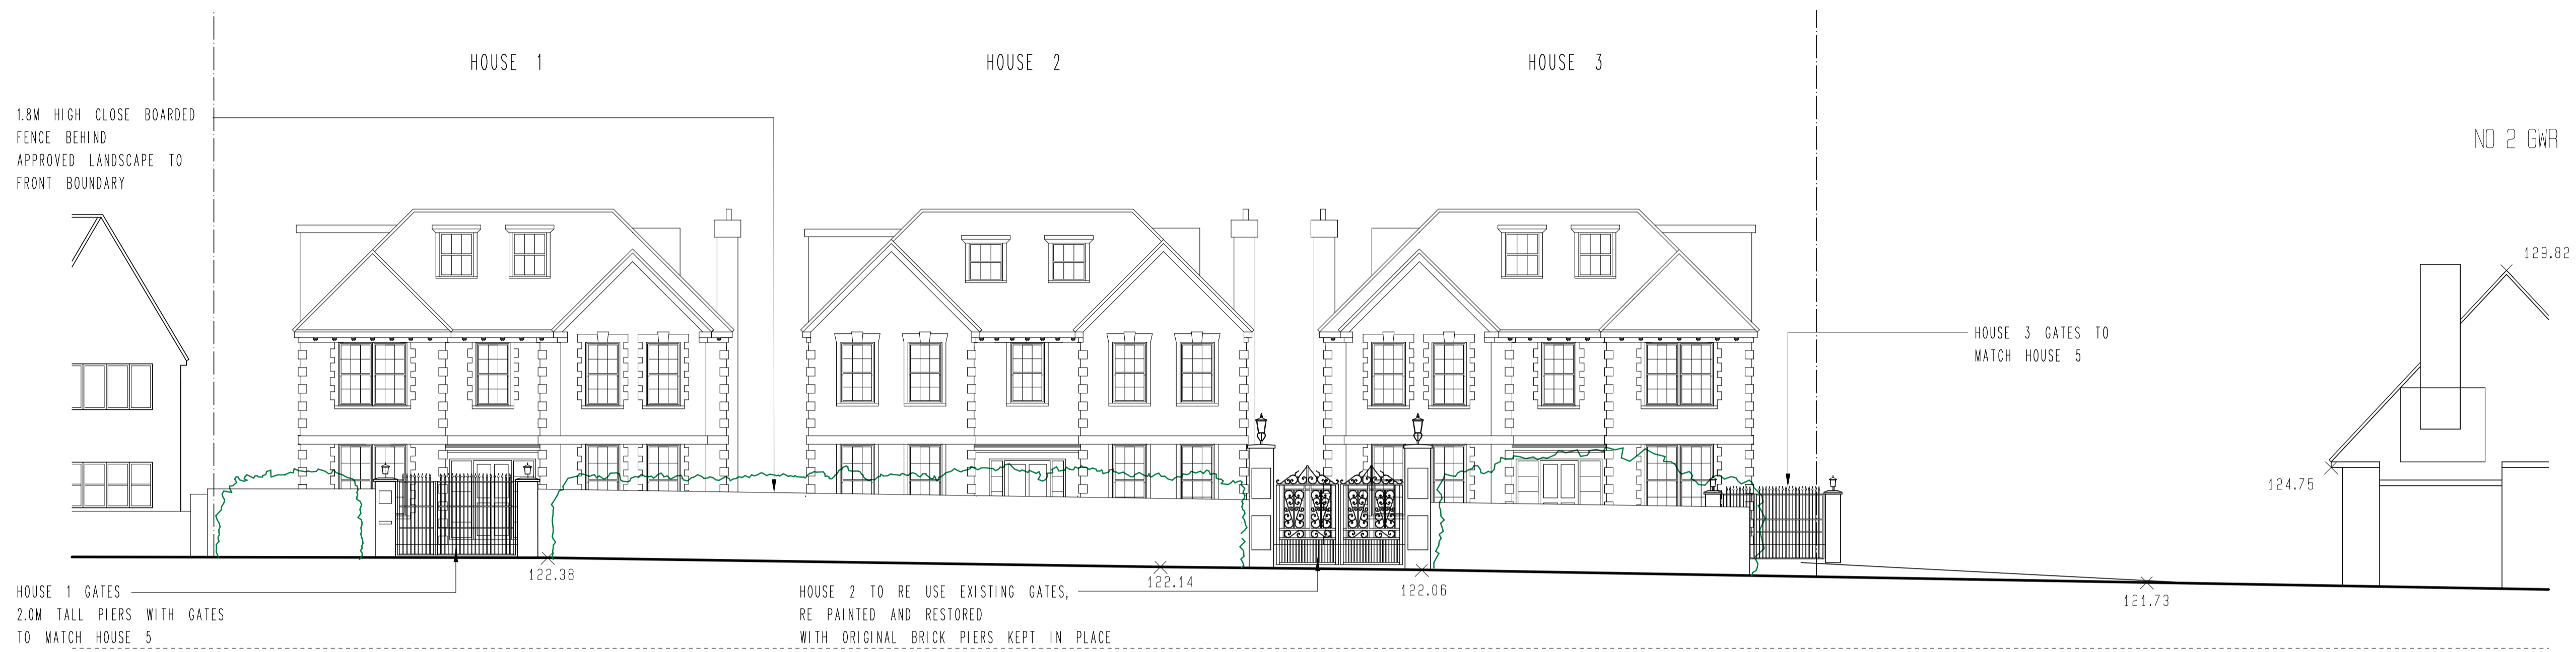 HOUSE 1
HOUSE 2
HOUSE 3
1.8M HIGH CLOSE BOARDED
FENCE BEHIND
APPROVED LANDSCAPE TO
FRONT BOUNDARY
NO 2 GWR
129.82
HOUSE 3 GATES TO
MATCH HOUSE 5
124.75
122.38
122.14
122.06
121.73
HOUSE 1 GATES
2.0M TALL PIERS WITH GATES
TO MATCH HOUSE 5
HOUSE 2 TO RE USE EXISTING GATES,
RE PAINTED AND RESTORED
WITH ORIGINAL BRICK PIERS KEPT IN PLACE